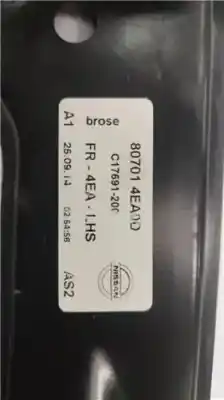 80701 4EA0D
C17691-200
NISSAN
brose
FR - 4EA - LHS
A1 26.09.14 02:54:56 AS2